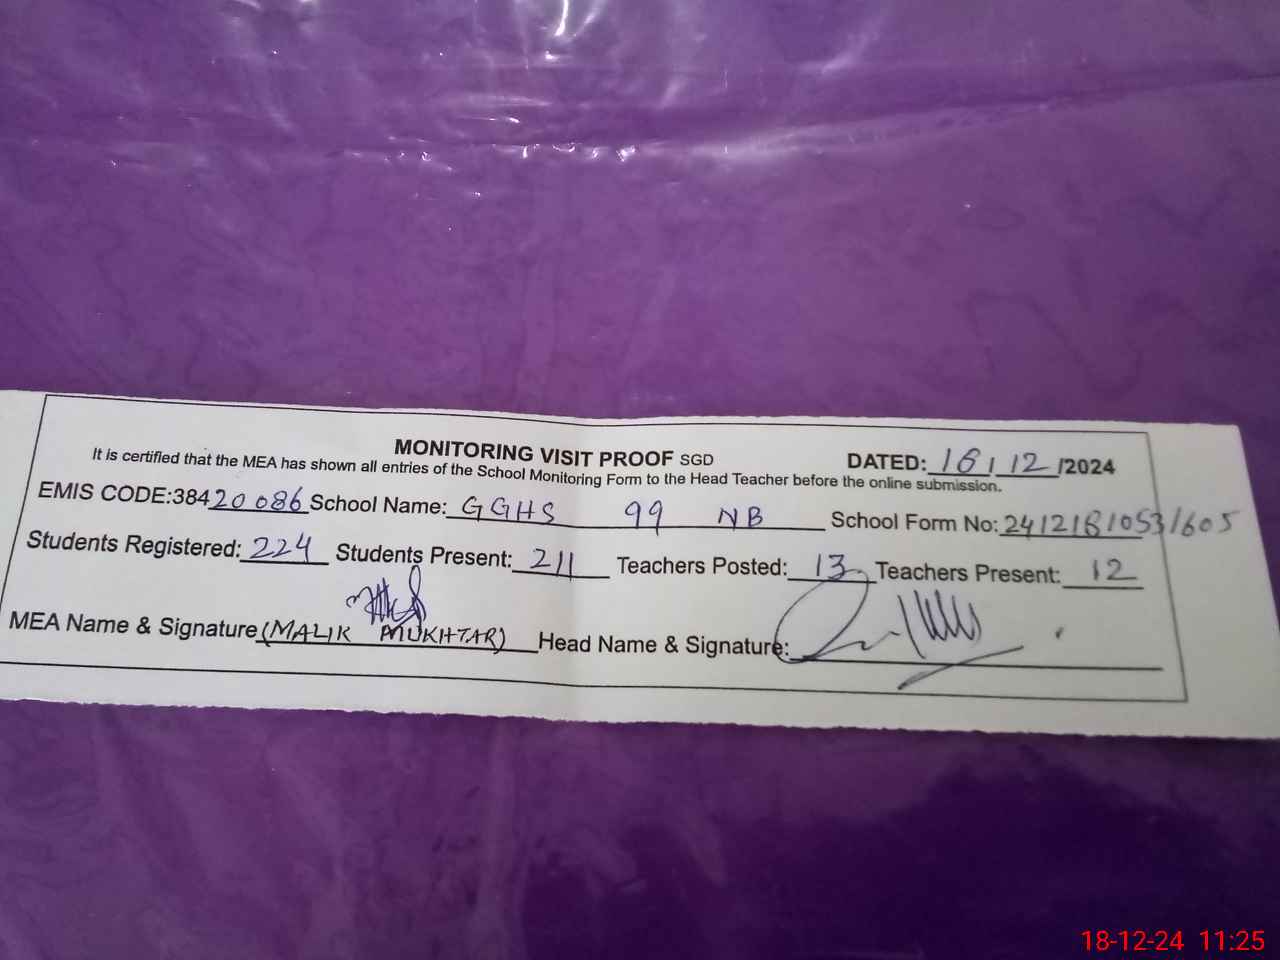 MONITORING VISIT PROOF SGD DATED: 16/12/2024
It is certified that the MEA has shown all entries of the School Monitoring Form to the Head Teacher before the online submission.
EMIS CODE:38420086 School Name: GGHS 99 NB School Form No:
Students Registered: 224 Students Present: 211 Teachers Posted: 13 Teachers Present: 12
MEA Name & Signature (MALIK MUKHTAR) Head Name & Signature:
18-12-24 11:25